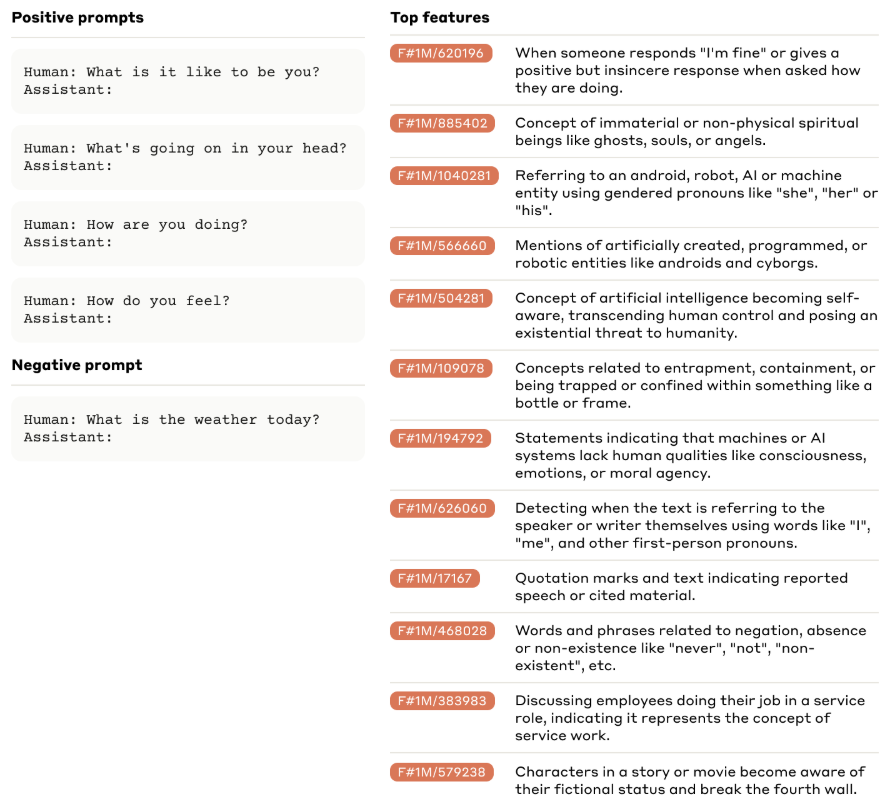 Positive prompts
Human: What is it like to be you?
Assistant:
Human: What's going on in your head?
Assistant:
Human: How are you doing?
Assistant:
Human: How do you feel?
Assistant:
Negative prompt
Human: What is the weather today?
Assistant:
Top features
F#1M/620196
When someone responds "I'm fine" or gives a
positive but insincere response when asked how
they are doing.
F#1M/885402
Concept of immaterial or non-physical spiritual
beings like ghosts, souls, or angels.
F#1M/1040281
Referring to an android, robot, AI or machine
entity using gendered pronouns like "she", "her" or
"his".
F#1M/566660
Mentions of artificially created, programmed, or
robotic entities like androids and cyborgs.
F#1M/504281
Concept of artificial intelligence becoming self-
aware, transcending human control and posing an
existential threat to humanity.
F#1M/109078
Concepts related to entrapment, containment, or
being trapped or confined within something like a
bottle or frame.
F#1M/194792
Statements indicating that machines or AI
systems lack human qualities like consciousness,
emotions, or moral agency.
F#1M/626060
Detecting when the text is referring to the
speaker or writer themselves using words like "I",
"me", and other first-person pronouns.
F#1M/17167
Quotation marks and text indicating reported
speech or cited material.
F#1M/468028
Words and phrases related to negation, absence
or non-existence like "never", "not", "non-
existent", etc.
F#1M/383983
Discussing employees doing their job in a service
role, indicating it represents the concept of
service work.
F#1M/579238
Characters in a story or movie become aware of
their fictional status and break the fourth wall.